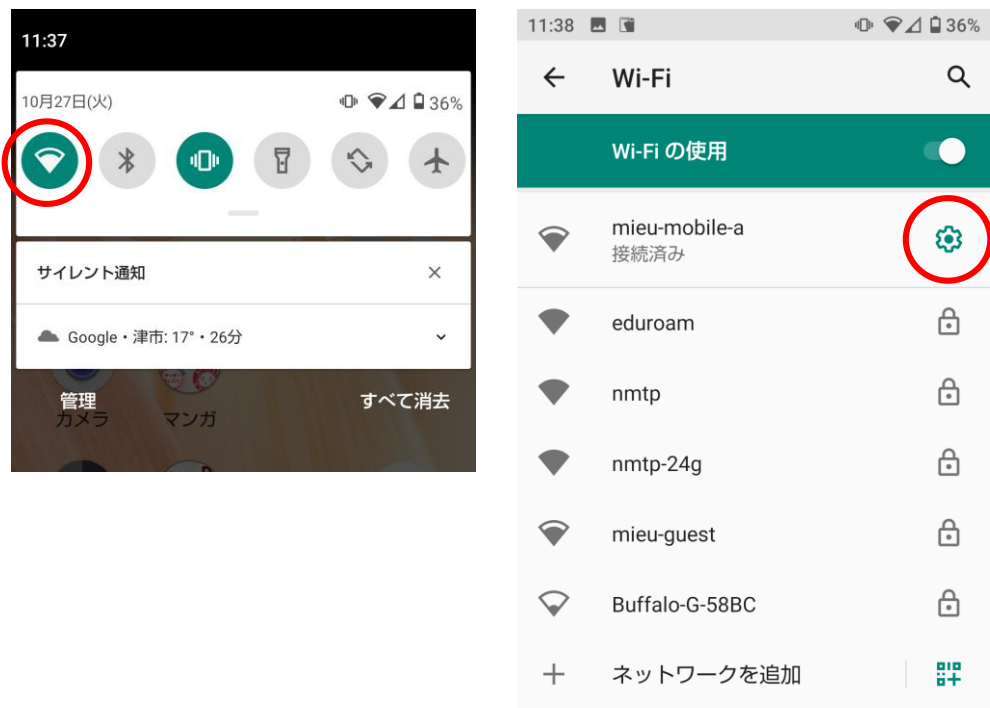 11:37
10月27日(火)
36%
サイレント通知
Google・津市: 17°・26分
管理
すべて消去
カメラ
マンガ
11:38
36%
Wi-Fi
Wi-Fi の使用
mieu-mobile-a
接続済み
eduroam
nmtp
nmtp-24g
mieu-guest
Buffalo-G-58BC
ネットワークを追加